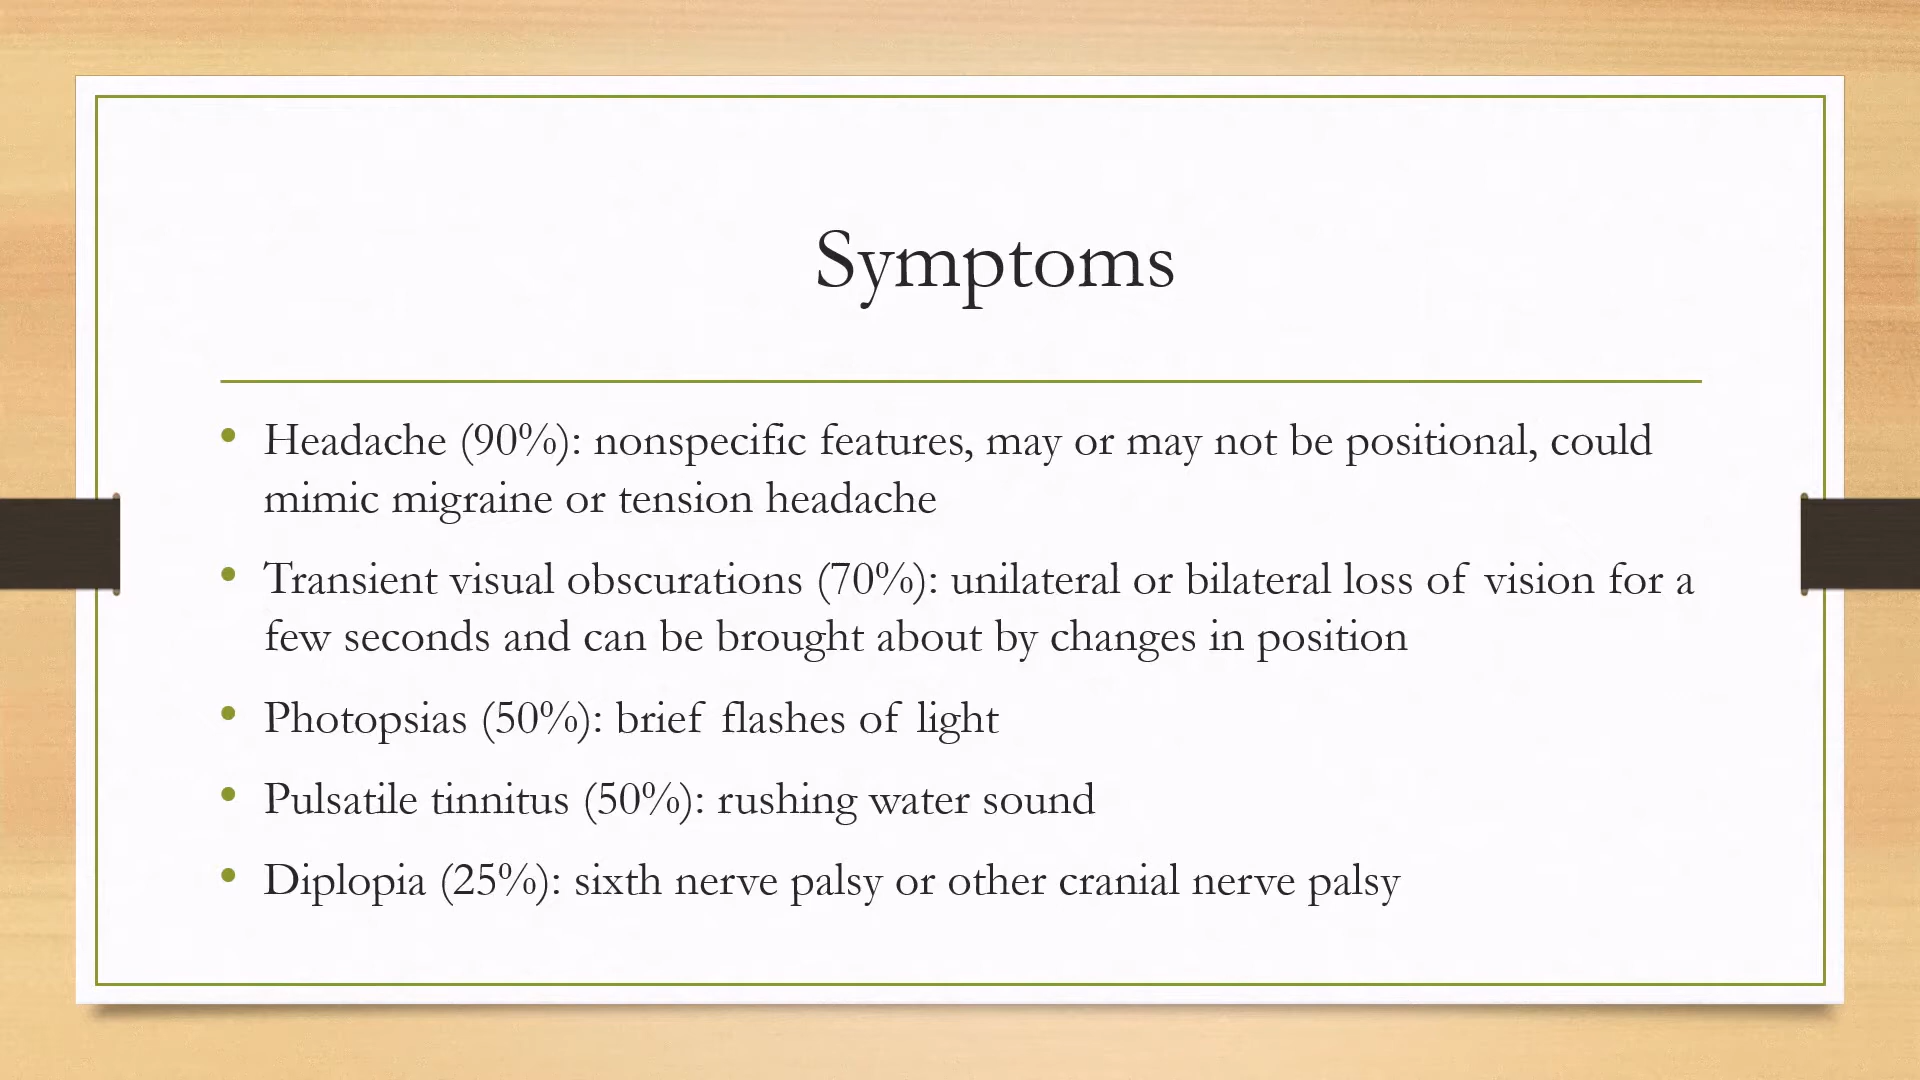 Symptoms
• Headache (90%): nonspecific features, may or may not be positional, could
mimic migraine or tension headache
• Transient visual obscurations (70%): unilateral or bilateral loss of vision for a
few seconds and can be brought about by changes in position
• Photopsias (50%): brief flashes of light
• Pulsatile tinnitus (50%): rushing water sound
• Diplopia (25%): sixth nerve palsy or other cranial nerve palsy